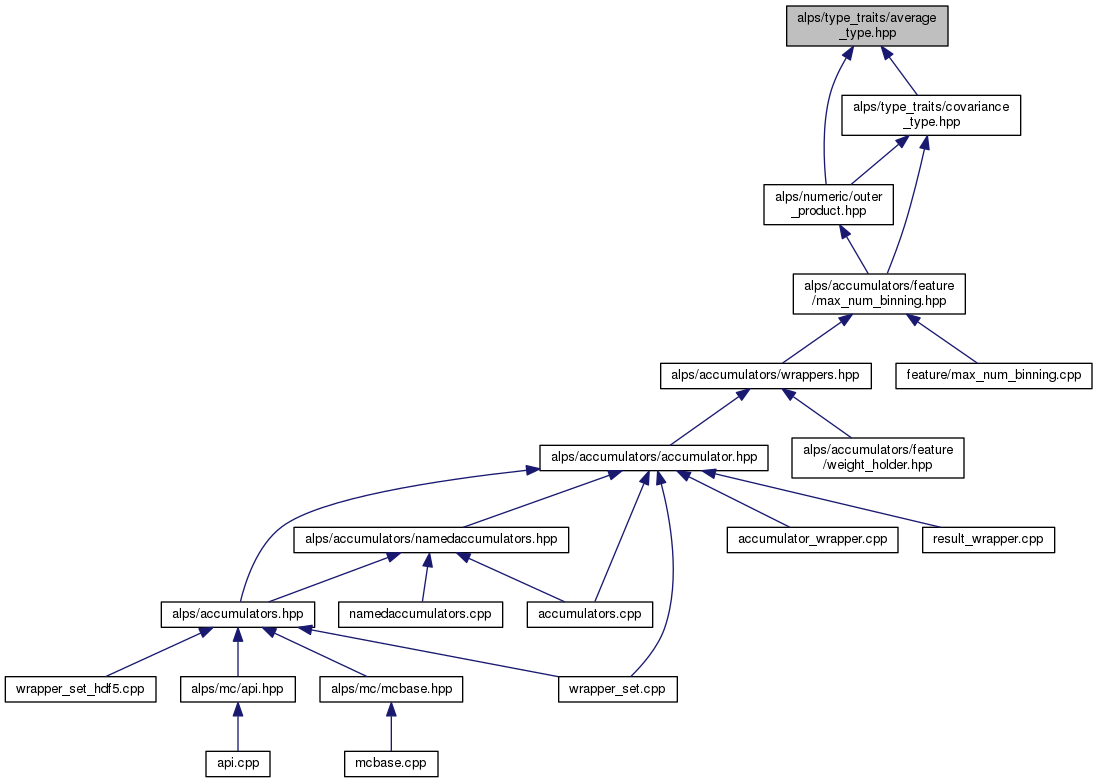 alps/type_traits/average
_type.hpp
alps/type_traits/covariance
_type.hpp
alps/numeric/outer
_product.hpp
alps/accumulators/feature
/max_num_binning.hpp
alps/accumulators/wrappers.hpp
feature/max_num_binning.cpp
alps/accumulators/accumulator.hpp
alps/accumulators/feature
/weight_holder.hpp
alps/accumulators/namedaccumulators.hpp
accumulator_wrapper.cpp
result_wrapper.cpp
alps/accumulators.hpp
namedaccumulators.cpp
accumulators.cpp
wrapper_set_hdf5.cpp
alps/mc/api.hpp
alps/mc/mcbase.hpp
wrapper_set.cpp
api.cpp
mcbase.cpp